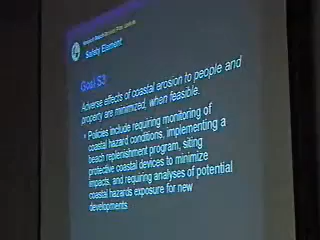 Safety Element
Goal S3:
Adverse effects of coastal erosion to people and
property are minimized, when feasible.
• Policies include requiring monitoring of
coastal hazard conditions, implementing a
beach replenishment program, siting
protective coastal devices to minimize
impacts, and requiring analyses of potential
coastal hazards exposure for new
developments